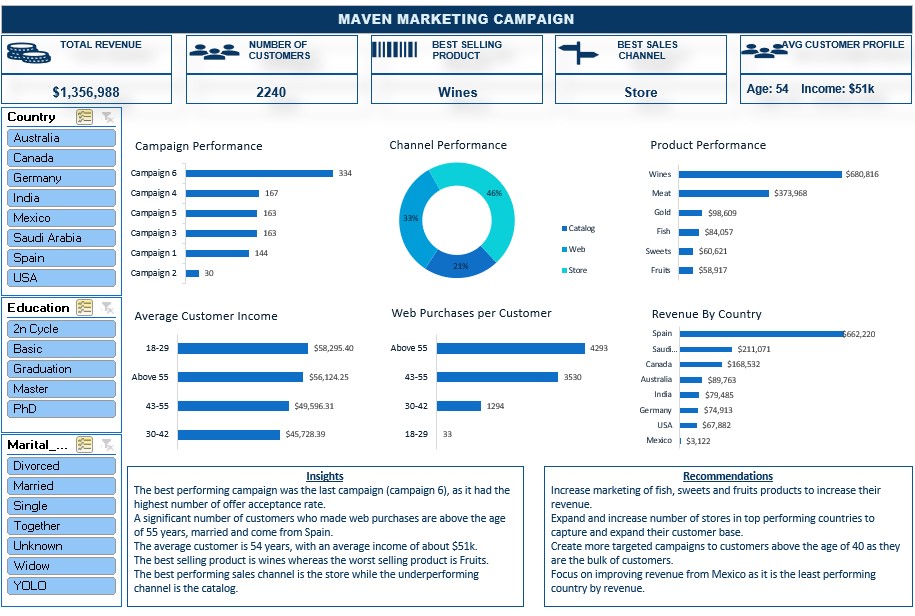 MAVEN MARKETING CAMPAIGN
TOTAL REVENUE
$1,356,988
NUMBER OF
CUSTOMERS
2240
BEST SELLING
PRODUCT
Wines
BEST SALES
CHANNEL
Store
AVG CUSTOMER PROFILE
Age: 54 Income: $51k
Country
Australia
Canada
Germany
India
Mexico
Saudi Arabia
Spain
USA
Education
2n Cycle
Basic
Graduation
Master
PhD
Marital_...
Divorced
Married
Single
Together
Unknown
Widow
YOLO
Campaign Performance
Campaign 6 334
Campaign 4 167
Campaign 5 163
Campaign 3 163
Campaign 1 144
Campaign 2 30
Channel Performance
46%
33%
21%
Catalog
Web
Store
Product Performance
Wines $680,816
Meat $373,968
Gold $98,609
Fish $84,057
Sweets $60,621
Fruits $58,917
Average Customer Income
18-29 $58,295.40
Above 55 $56,124.25
43-55 $49,596.31
30-42 $45,728.39
Web Purchases per Customer
Above 55 4293
43-55 3530
30-42 1294
18-29 33
Revenue By Country
Spain $662,220
Saudi... $211,071
Canada $168,532
Australia $89,763
India $79,485
Germany $74,913
USA $67,882
Mexico $3,122
Insights
The best performing campaign was the last campaign (campaign 6), as it had the
highest number of offer acceptance rate.
A significant number of customers who made web purchases are above the age
of 55 years, married and come from Spain.
The average customer is 54 years, with an average income of about $51k.
The best selling product is wines whereas the worst selling product is Fruits.
The best performing sales channel is the store while the underperforming
channel is the catalog.
Recommendations
Increase marketing of fish, sweets and fruits products to increase their
revenue.
Expand and increase number of stores in top performing countries to
capture and expand their customer base.
Create more targeted campaigns to customers above the age of 40 as they
are the bulk of customers.
Focus on improving revenue from Mexico as it is the least performing
country by revenue.